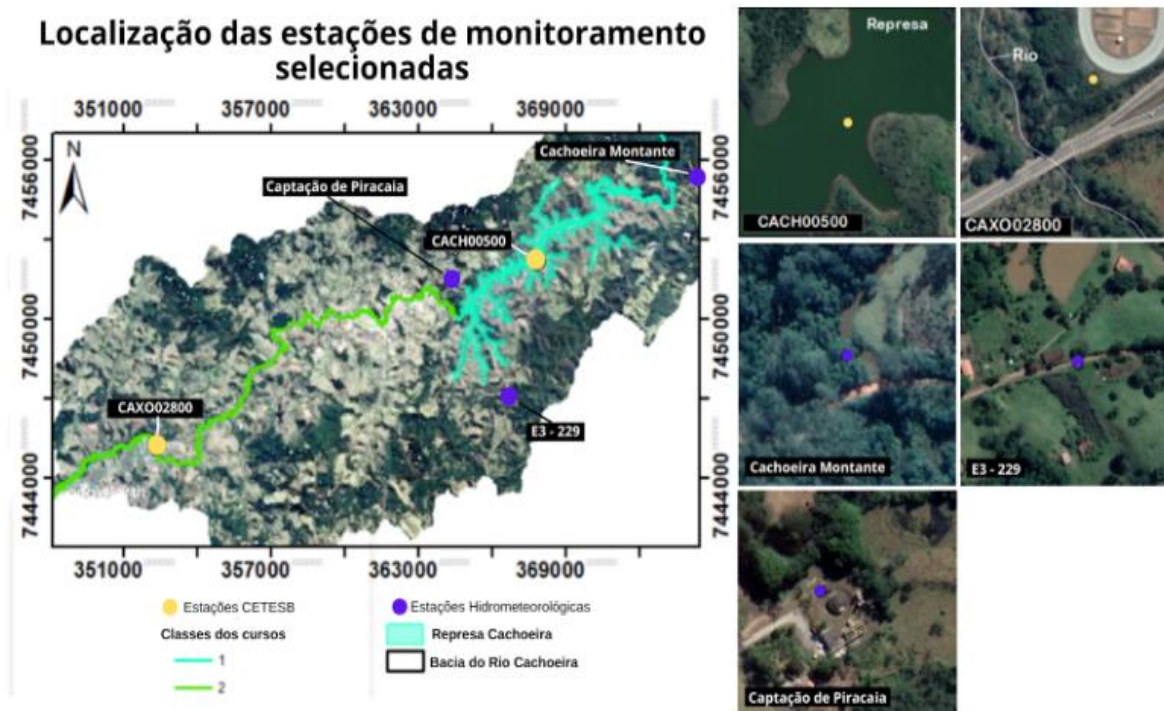 Localização das estações de monitoramento
selecionadas
351000 357000 363000 369000
N
7456000
7450000
7444000
Cachoeira Montante
Captação de Piracaia
CACH00500
CAXO02800
E3 - 229
7456000
7450000
7444000
351000 357000 363000 369000
Estações CETESB
Classes dos cursos
1
2
Estações Hidrometeorológicas
Represa Cachoeira
Bacia do Rio Cachoeira
Represa
CACH00500
Rio
CAXO02800
Cachoeira Montante
E3 - 229
Captação de Piracaia